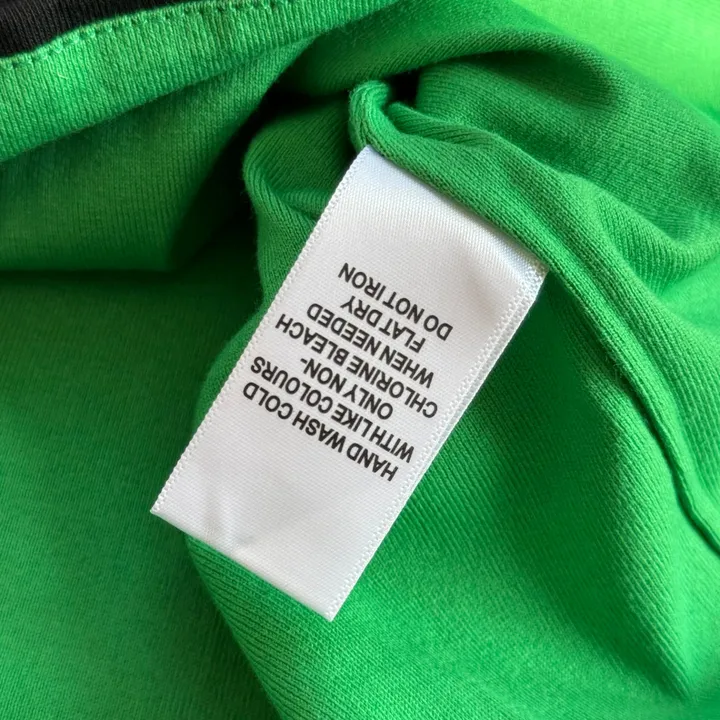 HAND WASH COLD
WITH LIKE COLOURS
ONLY NON-
CHLORINE BLEACH
WHEN NEEDED
FLAT DRY
DO NOT IRON